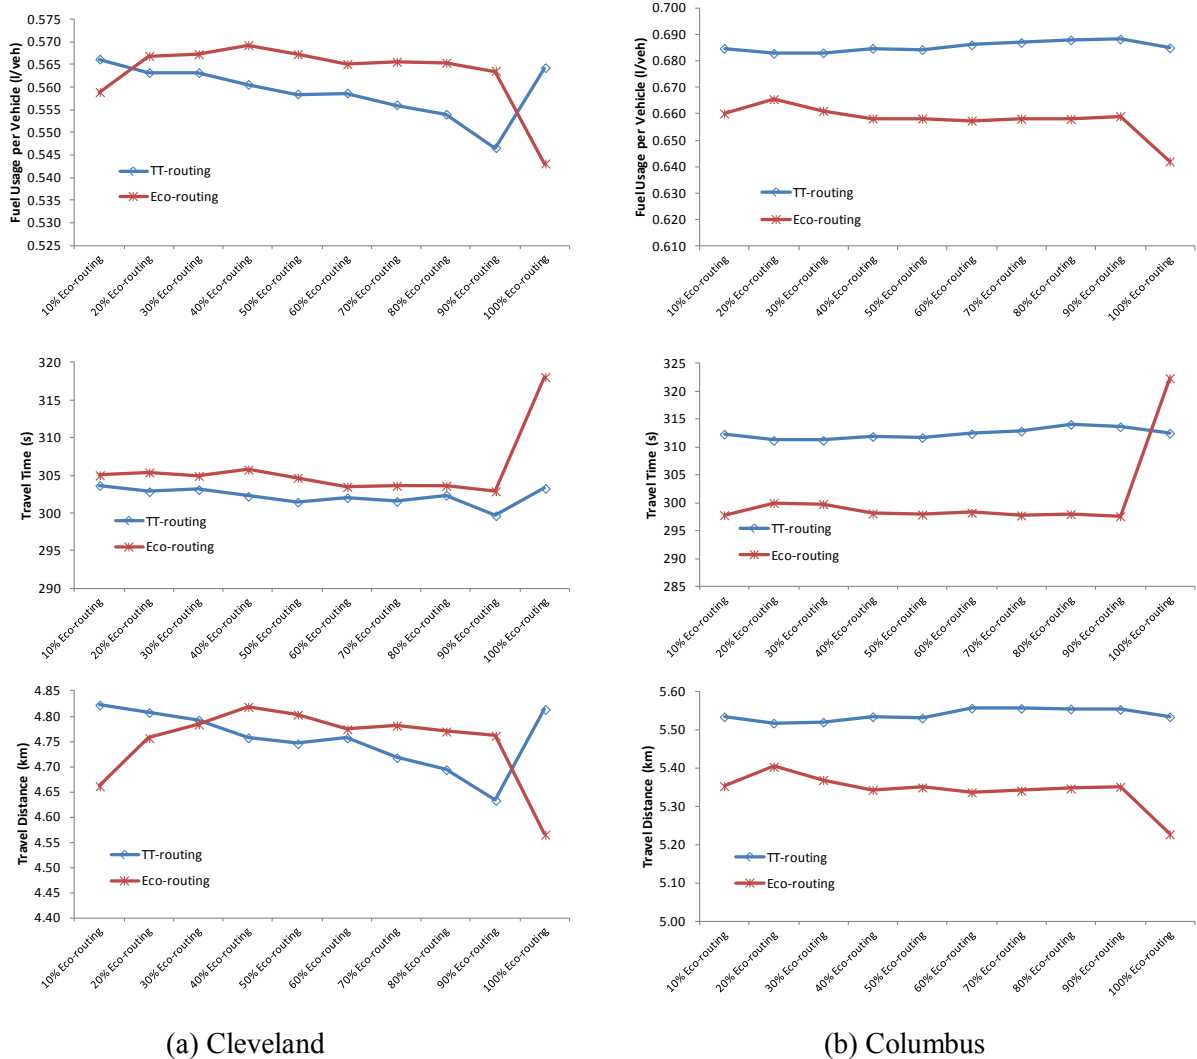 Fuel Usage per Vehicle (l/veh)
0.575
0.570
0.565
0.560
0.555
0.550
0.545
0.540
0.535
0.530
0.525
TT-routing
Eco-routing
10% Eco-routing
20% Eco-routing
30% Eco-routing
40% Eco-routing
50% Eco-routing
60% Eco-routing
70% Eco-routing
80% Eco-routing
90% Eco-routing
100% Eco-routing
Fuel Usage per Vehicle (l/veh)
0.700
0.690
0.680
0.670
0.660
0.650
0.640
0.630
0.620
0.610
TT-routing
Eco-routing
10% Eco-routing
20% Eco-routing
30% Eco-routing
40% Eco-routing
50% Eco-routing
60% Eco-routing
70% Eco-routing
80% Eco-routing
90% Eco-routing
100% Eco-routing
Travel Time (s)
320
315
310
305
300
295
290
TT-routing
Eco-routing
10% Eco-routing
20% Eco-routing
30% Eco-routing
40% Eco-routing
50% Eco-routing
60% Eco-routing
70% Eco-routing
80% Eco-routing
90% Eco-routing
100% Eco-routing
Travel Time (s)
325
320
315
310
305
300
295
290
285
TT-routing
Eco-routing
10% Eco-routing
20% Eco-routing
30% Eco-routing
40% Eco-routing
50% Eco-routing
60% Eco-routing
70% Eco-routing
80% Eco-routing
90% Eco-routing
100% Eco-routing
Travel Distance (km)
4.85
4.80
4.75
4.70
4.65
4.60
4.55
4.50
4.45
4.40
TT-routing
Eco-routing
10% Eco-routing
20% Eco-routing
30% Eco-routing
40% Eco-routing
50% Eco-routing
60% Eco-routing
70% Eco-routing
80% Eco-routing
90% Eco-routing
100% Eco-routing
Travel Distance (km)
5.60
5.50
5.40
5.30
5.20
5.10
5.00
TT-routing
Eco-routing
10% Eco-routing
20% Eco-routing
30% Eco-routing
40% Eco-routing
50% Eco-routing
60% Eco-routing
70% Eco-routing
80% Eco-routing
90% Eco-routing
100% Eco-routing
(a) Cleveland
(b) Columbus